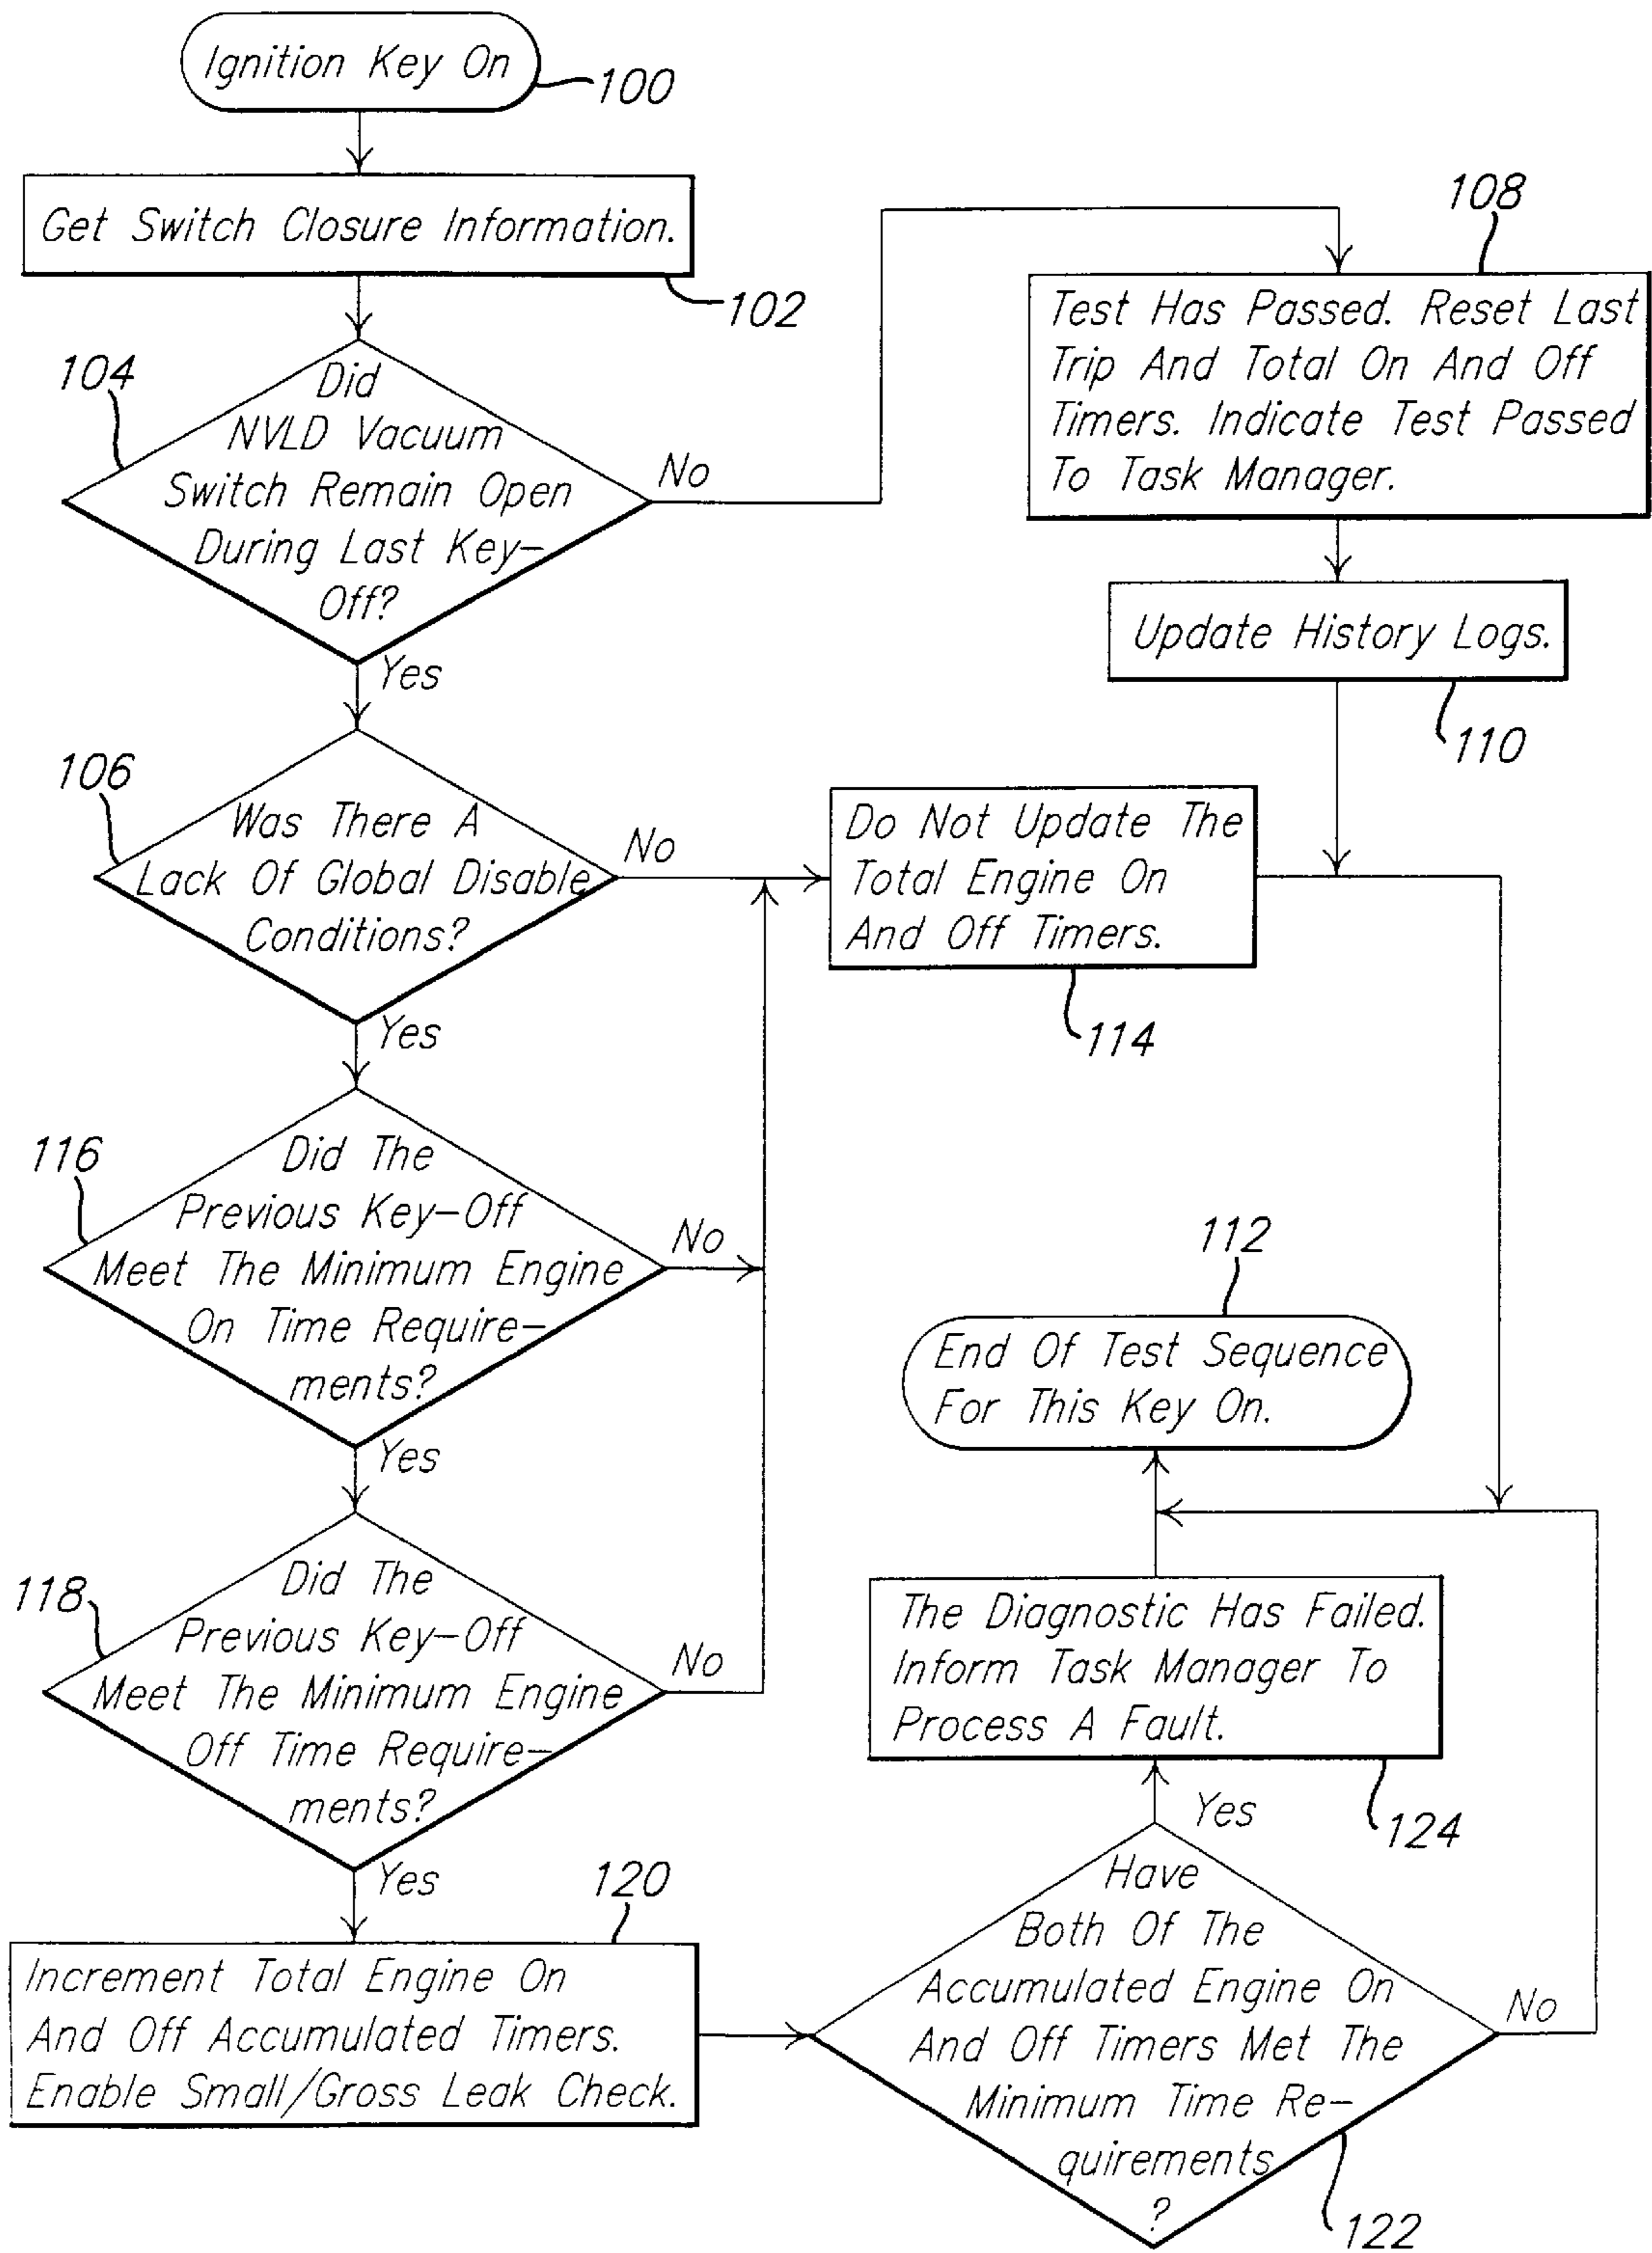 Ignition Key On
100
Get Switch Closure Information.
102
104
Did
NVLD Vacuum
Switch Remain Open
During Last Key-
Off?
No
Yes
108
Test Has Passed. Reset Last
Trip And Total On And Off
Timers. Indicate Test Passed
To Task Manager.
Update History Logs.
110
106
Was There A
Lack Of Global Disable
Conditions?
No
Yes
Do Not Update The
Total Engine On
And Off Timers.
114
116
Did The
Previous Key-Off
Meet The Minimum Engine
On Time Require-
ments?
No
Yes
118
Did The
Previous Key-Off
Meet The Minimum Engine
Off Time Require-
ments?
No
Yes
120
Increment Total Engine On
And Off Accumulated Timers.
Enable Small/Gross Leak Check.
112
End Of Test Sequence
For This Key On.
The Diagnostic Has Failed.
Inform Task Manager To
Process A Fault.
124
Yes
Have
Both Of The
Accumulated Engine On
And Off Timers Met The
Minimum Time Re-
quirements
?
No
122